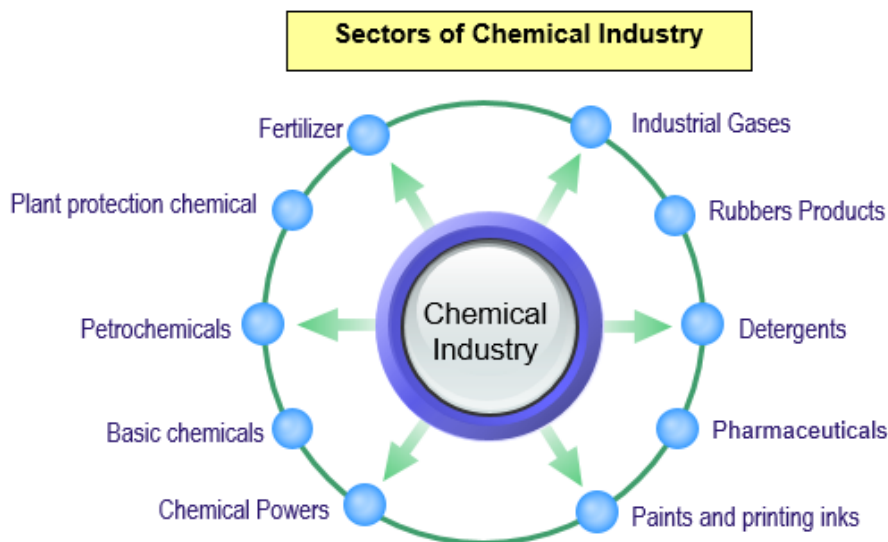 Sectors of Chemical Industry
Fertilizer
Industrial Gases
Plant protection chemical
Rubbers Products
Petrochemicals
Chemical
Industry
Detergents
Basic chemicals
Pharmaceuticals
Chemical Powers
Paints and printing inks